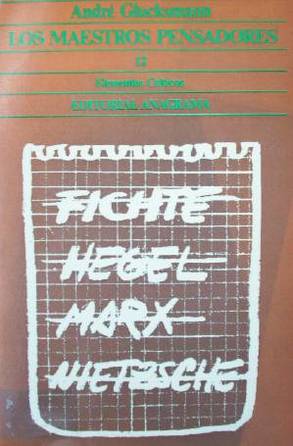 André Glucksmann
LOS MAESTROS PENSADORES
12
Elementos Críticos
EDITORIAL ANAGRAMA
FICHTE
HEGEL
MARX
NIETZSCHE